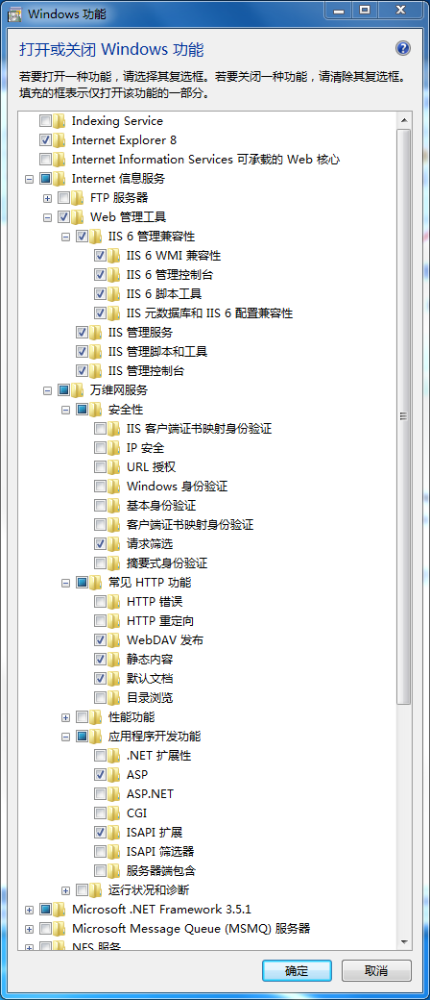 Windows 功能
打开或关闭 Windows 功能
若要打开一种功能，请选择其复选框。若要关闭一种功能，请清除其复选框。
填充的框表示仅打开该功能的一部分。
Indexing Service
Internet Explorer 8
Internet Information Services 可承载的 Web 核心
Internet 信息服务
FTP 服务器
Web 管理工具
IIS 6 管理兼容性
IIS 6 WMI 兼容性
IIS 6 管理控制台
IIS 6 脚本工具
IIS 元数据库和 IIS 6 配置兼容性
IIS 管理服务
IIS 管理脚本和工具
IIS 管理控制台
万维网服务
安全性
IIS 客户端证书映射身份验证
IP 安全
URL 授权
Windows 身份验证
基本身份验证
客户端证书映射身份验证
请求筛选
摘要式身份验证
常见 HTTP 功能
HTTP 错误
HTTP 重定向
WebDAV 发布
静态内容
默认文档
目录浏览
性能功能
应用程序开发功能
.NET 扩展性
ASP
ASP.NET
CGI
ISAPI 扩展
ISAPI 筛选器
服务器端包含
运行状况和诊断
Microsoft .NET Framework 3.5.1
Microsoft Message Queue (MSMQ) 服务器
NFS 服务
确定
取消